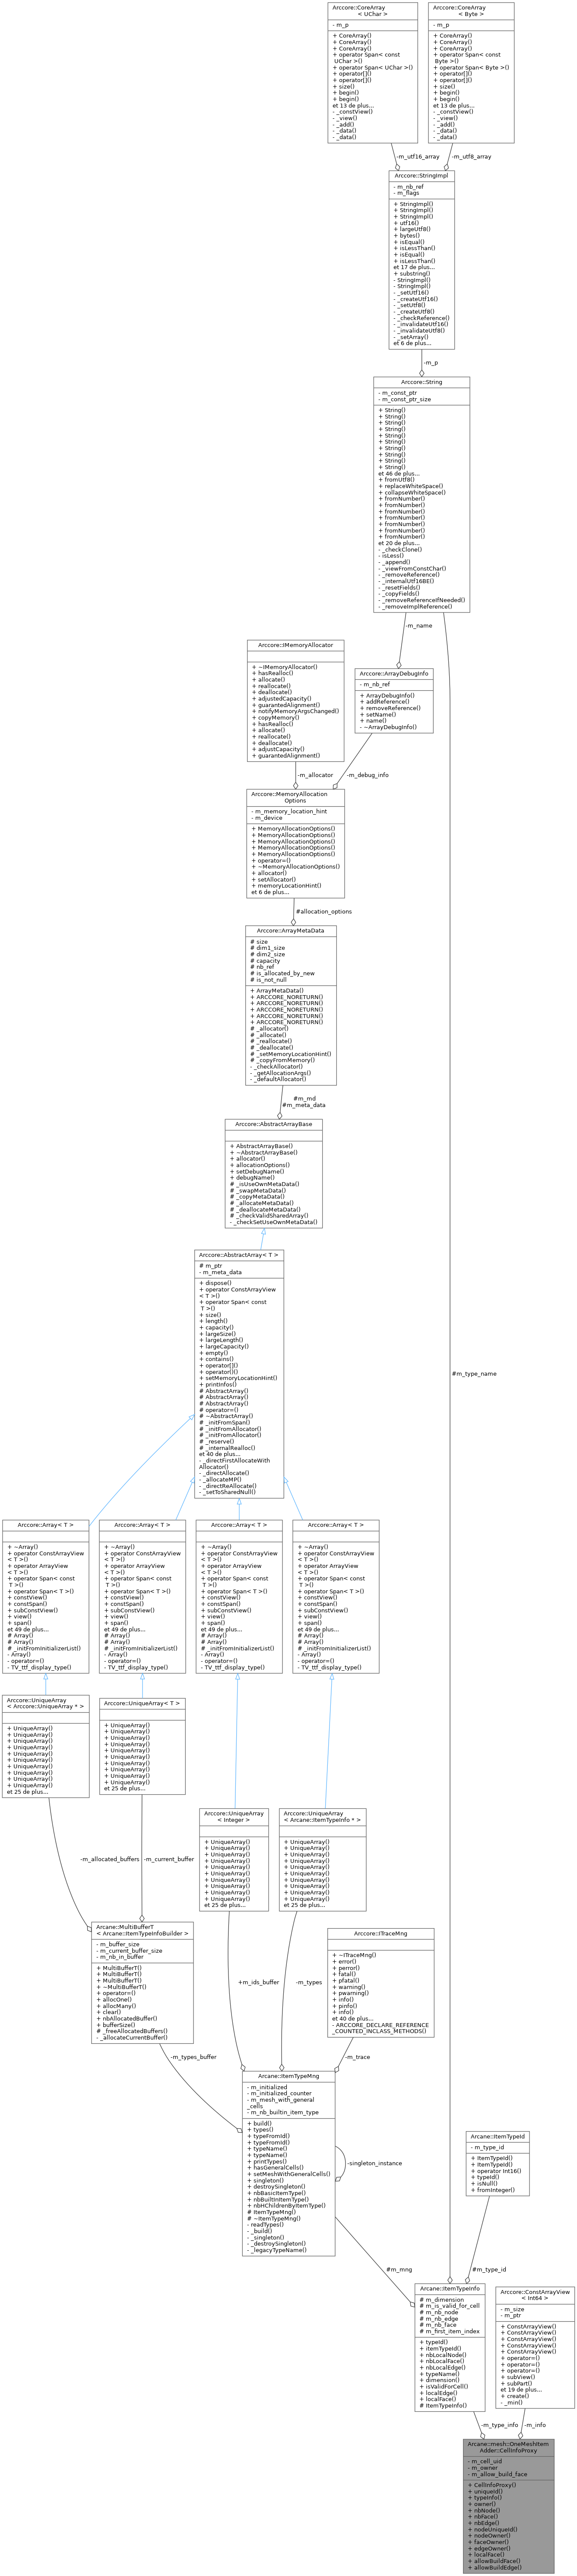 Arccore::CoreArray
< UChar >
- m_p
+ CoreArray()
+ CoreArray()
+ CoreArray()
+ operator Span< const
UChar >()
+ operator Span< UChar >()
+ operator[]()
+ operator[]()
+ size()
+ begin()
+ begin()
et 13 de plus...
- _constView()
- _view()
- _add()
- _data()
- _data()
Arccore::CoreArray
< Byte >
- m_p
+ CoreArray()
+ CoreArray()
+ CoreArray()
+ operator Span< const
Byte >()
+ operator Span< Byte >()
+ operator[]()
+ operator[]()
+ size()
+ begin()
+ begin()
et 13 de plus...
- _constView()
- _view()
- _add()
- _data()
- _data()
-m_utf16_array
-m_utf8_array
Arccore::StringImpl
- m_nb_ref
- m_flags
+ StringImpl()
+ StringImpl()
+ StringImpl()
+ utf16()
+ largeUtf8()
+ bytes()
+ isEqual()
+ isLessThan()
+ isEqual()
+ isLessThan()
et 17 de plus...
+ substring()
- StringImpl()
- StringImpl()
- _setUtf16()
- _createUtf16()
- _setUtf8()
- _createUtf8()
- _checkReference()
- _invalidateUtf16()
- _invalidateUtf8()
- _setArray()
et 6 de plus...
-m_p
Arccore::String
- m_const_ptr
- m_const_ptr_size
+ String()
+ String()
+ String()
+ String()
+ String()
+ String()
+ String()
+ String()
+ String()
+ String()
et 46 de plus...
+ fromUtf8()
+ replaceWhiteSpace()
+ collapseWhiteSpace()
+ fromNumber()
+ fromNumber()
+ fromNumber()
+ fromNumber()
+ fromNumber()
+ fromNumber()
+ fromNumber()
et 20 de plus...
- _checkClone()
- isLess()
- _append()
- _viewFromConstChar()
- _removeReference()
- _internalUtf16BE()
- _resetFields()
- _copyFields()
- _removeReferenceIfNeeded()
- _removeImplReference()
-m_name
Arccore::IMemoryAllocator
+ ~IMemoryAllocator()
+ hasRealloc()
+ allocate()
+ reallocate()
+ deallocate()
+ adjustedCapacity()
+ guarantedAlignment()
+ notifyMemoryArgsChanged()
+ copyMemory()
+ hasRealloc()
+ allocate()
+ reallocate()
+ deallocate()
+ adjustCapacity()
+ guarantedAlignment()
Arccore::ArrayDebugInfo
- m_nb_ref
+ ArrayDebugInfo()
+ addReference()
+ removeReference()
+ setName()
+ name()
- ~ArrayDebugInfo()
-m_allocator
-m_debug_info
Arccore::MemoryAllocation
Options
- m_memory_location_hint
- m_device
+ MemoryAllocationOptions()
+ MemoryAllocationOptions()
+ MemoryAllocationOptions()
+ MemoryAllocationOptions()
+ MemoryAllocationOptions()
+ operator=()
+ ~MemoryAllocationOptions()
+ allocator()
+ setAllocator()
+ memoryLocationHint()
et 6 de plus...
#allocation_options
Arccore::ArrayMetaData
# size
# dim1_size
# dim2_size
# capacity
# nb_ref
# is_allocated_by_new
# is_not_null
+ ArrayMetaData()
+ ARCCORE_NORETURN()
+ ARCCORE_NORETURN()
+ ARCCORE_NORETURN()
+ ARCCORE_NORETURN()
+ ARCCORE_NORETURN()
# _allocator()
# _allocate()
# _reallocate()
# _deallocate()
# _setMemoryLocationHint()
# _copyFromMemory()
- _checkAllocator()
- _getAllocationArgs()
- _defaultAllocator()
#m_md
#m_meta_data
Arccore::AbstractArrayBase
+ AbstractArrayBase()
+ ~AbstractArrayBase()
+ allocator()
+ allocationOptions()
+ setDebugName()
+ debugName()
# _isUseOwnMetaData()
# _swapMetaData()
# _copyMetaData()
# _allocateMetaData()
# _deallocateMetaData()
# _checkValidSharedArray()
- _checkSetUseOwnMetaData()
Arccore::AbstractArray< T >
# m_ptr
- m_meta_data
+ dispose()
+ operator ConstArrayView
< T >()
+ operator Span< const
T >()
+ size()
+ length()
+ capacity()
+ largeSize()
+ largeLength()
+ largeCapacity()
+ empty()
+ contains()
+ operator[]()
+ operator()()
+ setMemoryLocationHint()
+ printInfos()
# AbstractArray()
# AbstractArray()
# AbstractArray()
# operator=()
# ~AbstractArray()
# _initFromSpan()
# _initFromAllocator()
# _initFromAllocator()
# _reserve()
# _internalRealloc()
et 40 de plus...
- _directFirstAllocateWith
Allocator()
- _directAllocate()
- _allocateMP()
- _directReAllocate()
- _setToSharedNull()
#m_type_name
Arccore::Array< T >
+ ~Array()
+ operator ConstArrayView
< T >()
+ operator ArrayView
< T >()
+ operator Span< const
T >()
+ operator Span< T >()
+ constView()
+ constSpan()
+ subConstView()
+ view()
+ span()
et 49 de plus...
# Array()
# Array()
# _initFromInitializerList()
- Array()
- operator=()
- TV_ttf_display_type()
Arccore::Array< T >
+ ~Array()
+ operator ConstArrayView
< T >()
+ operator ArrayView
< T >()
+ operator Span< const
T >()
+ operator Span< T >()
+ constView()
+ constSpan()
+ subConstView()
+ view()
+ span()
et 49 de plus...
# Array()
# Array()
# _initFromInitializerList()
- Array()
- operator=()
- TV_ttf_display_type()
Arccore::Array< T >
+ ~Array()
+ operator ConstArrayView
< T >()
+ operator ArrayView
< T >()
+ operator Span< const
T >()
+ operator Span< T >()
+ constView()
+ constSpan()
+ subConstView()
+ view()
+ span()
et 49 de plus...
# Array()
# Array()
# _initFromInitializerList()
- Array()
- operator=()
- TV_ttf_display_type()
Arccore::Array< T >
+ ~Array()
+ operator ConstArrayView
< T >()
+ operator ArrayView
< T >()
+ operator Span< const
T >()
+ operator Span< T >()
+ constView()
+ constSpan()
+ subConstView()
+ view()
+ span()
et 49 de plus...
# Array()
# Array()
# _initFromInitializerList()
- Array()
- operator=()
- TV_ttf_display_type()
Arccore::UniqueArray
< Arccore::UniqueArray * >
+ UniqueArray()
+ UniqueArray()
+ UniqueArray()
+ UniqueArray()
+ UniqueArray()
+ UniqueArray()
+ UniqueArray()
+ UniqueArray()
+ UniqueArray()
+ UniqueArray()
et 25 de plus...
Arccore::UniqueArray< T >
+ UniqueArray()
+ UniqueArray()
+ UniqueArray()
+ UniqueArray()
+ UniqueArray()
+ UniqueArray()
+ UniqueArray()
+ UniqueArray()
+ UniqueArray()
+ UniqueArray()
et 25 de plus...
Arccore::UniqueArray
< Integer >
+ UniqueArray()
+ UniqueArray()
+ UniqueArray()
+ UniqueArray()
+ UniqueArray()
+ UniqueArray()
+ UniqueArray()
+ UniqueArray()
+ UniqueArray()
+ UniqueArray()
et 25 de plus...
Arccore::UniqueArray
< Arcane::ItemTypeInfo * >
+ UniqueArray()
+ UniqueArray()
+ UniqueArray()
+ UniqueArray()
+ UniqueArray()
+ UniqueArray()
+ UniqueArray()
+ UniqueArray()
+ UniqueArray()
+ UniqueArray()
et 25 de plus...
-m_allocated_buffers
-m_current_buffer
Arcane::MultiBufferT
< Arcane::ItemTypeInfoBuilder >
- m_buffer_size
- m_current_buffer_size
- m_nb_in_buffer
+ MultiBufferT()
+ MultiBufferT()
+ MultiBufferT()
+ ~MultiBufferT()
+ operator=()
+ allocOne()
+ allocMany()
+ clear()
+ nbAllocatedBuffer()
+ bufferSize()
# _freeAllocatedBuffers()
- _allocateCurrentBuffer()
+m_ids_buffer
-m_types
Arccore::ITraceMng
+ ~ITraceMng()
+ error()
+ perror()
+ fatal()
+ pfatal()
+ warning()
+ pwarning()
+ info()
+ pinfo()
+ info()
et 40 de plus...
- ARCCORE_DECLARE_REFERENCE
_COUNTED_INCLASS_METHODS()
-m_types_buffer
-m_trace
Arcane::ItemTypeMng
- m_initialized
- m_initialized_counter
- m_mesh_with_general
_cells
- m_nb_builtin_item_type
+ build()
+ types()
+ typeFromId()
+ typeFromId()
+ typeName()
+ typeName()
+ printTypes()
+ hasGeneralCells()
+ setMeshWithGeneralCells()
+ singleton()
+ destroySingleton()
+ nbBasicItemType()
+ nbBuiltInItemType()
+ nbHChildrenByItemType()
# ItemTypeMng()
# ~ItemTypeMng()
- readTypes()
- _build()
- _singleton()
- _destroySingleton()
- _legacyTypeName()
-singleton_instance
Arcane::ItemTypeId
- m_type_id
+ ItemTypeId()
+ ItemTypeId()
+ operator Int16()
+ typeId()
+ isNull()
+ fromInteger()
#m_mng
#m_type_id
Arcane::ItemTypeInfo
# m_dimension
# m_is_valid_for_cell
# m_nb_node
# m_nb_edge
# m_nb_face
# m_first_item_index
+ typeId()
+ itemTypeId()
+ nbLocalNode()
+ nbLocalFace()
+ nbLocalEdge()
+ typeName()
+ dimension()
+ isValidForCell()
+ localEdge()
+ localFace()
# ItemTypeInfo()
Arccore::ConstArrayView
< Int64 >
- m_size
- m_ptr
+ ConstArrayView()
+ ConstArrayView()
+ ConstArrayView()
+ ConstArrayView()
+ ConstArrayView()
+ operator=()
+ operator=()
+ operator=()
+ subView()
+ subPart()
et 19 de plus...
+ create()
- _min()
-m_type_info
-m_info
Arcane::mesh::OneMeshItem
Adder::CellInfoProxy
- m_cell_uid
- m_owner
- m_allow_build_face
+ CellInfoProxy()
+ uniqueId()
+ typeInfo()
+ owner()
+ nbNode()
+ nbFace()
+ nbEdge()
+ nodeUniqueId()
+ nodeOwner()
+ faceOwner()
+ edgeOwner()
+ localFace()
+ allowBuildFace()
+ allowBuildEdge()